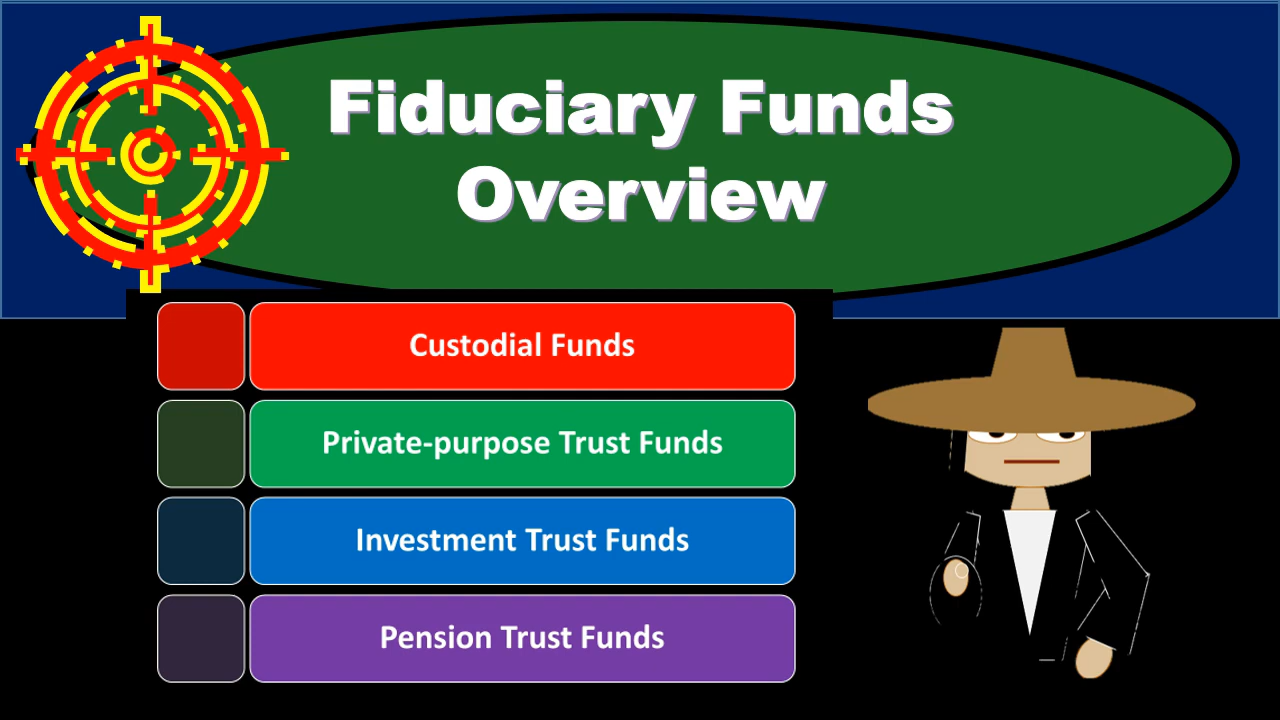 Fiduciary Funds
Overview
Custodial Funds
Private-purpose Trust Funds
Investment Trust Funds
Pension Trust Funds